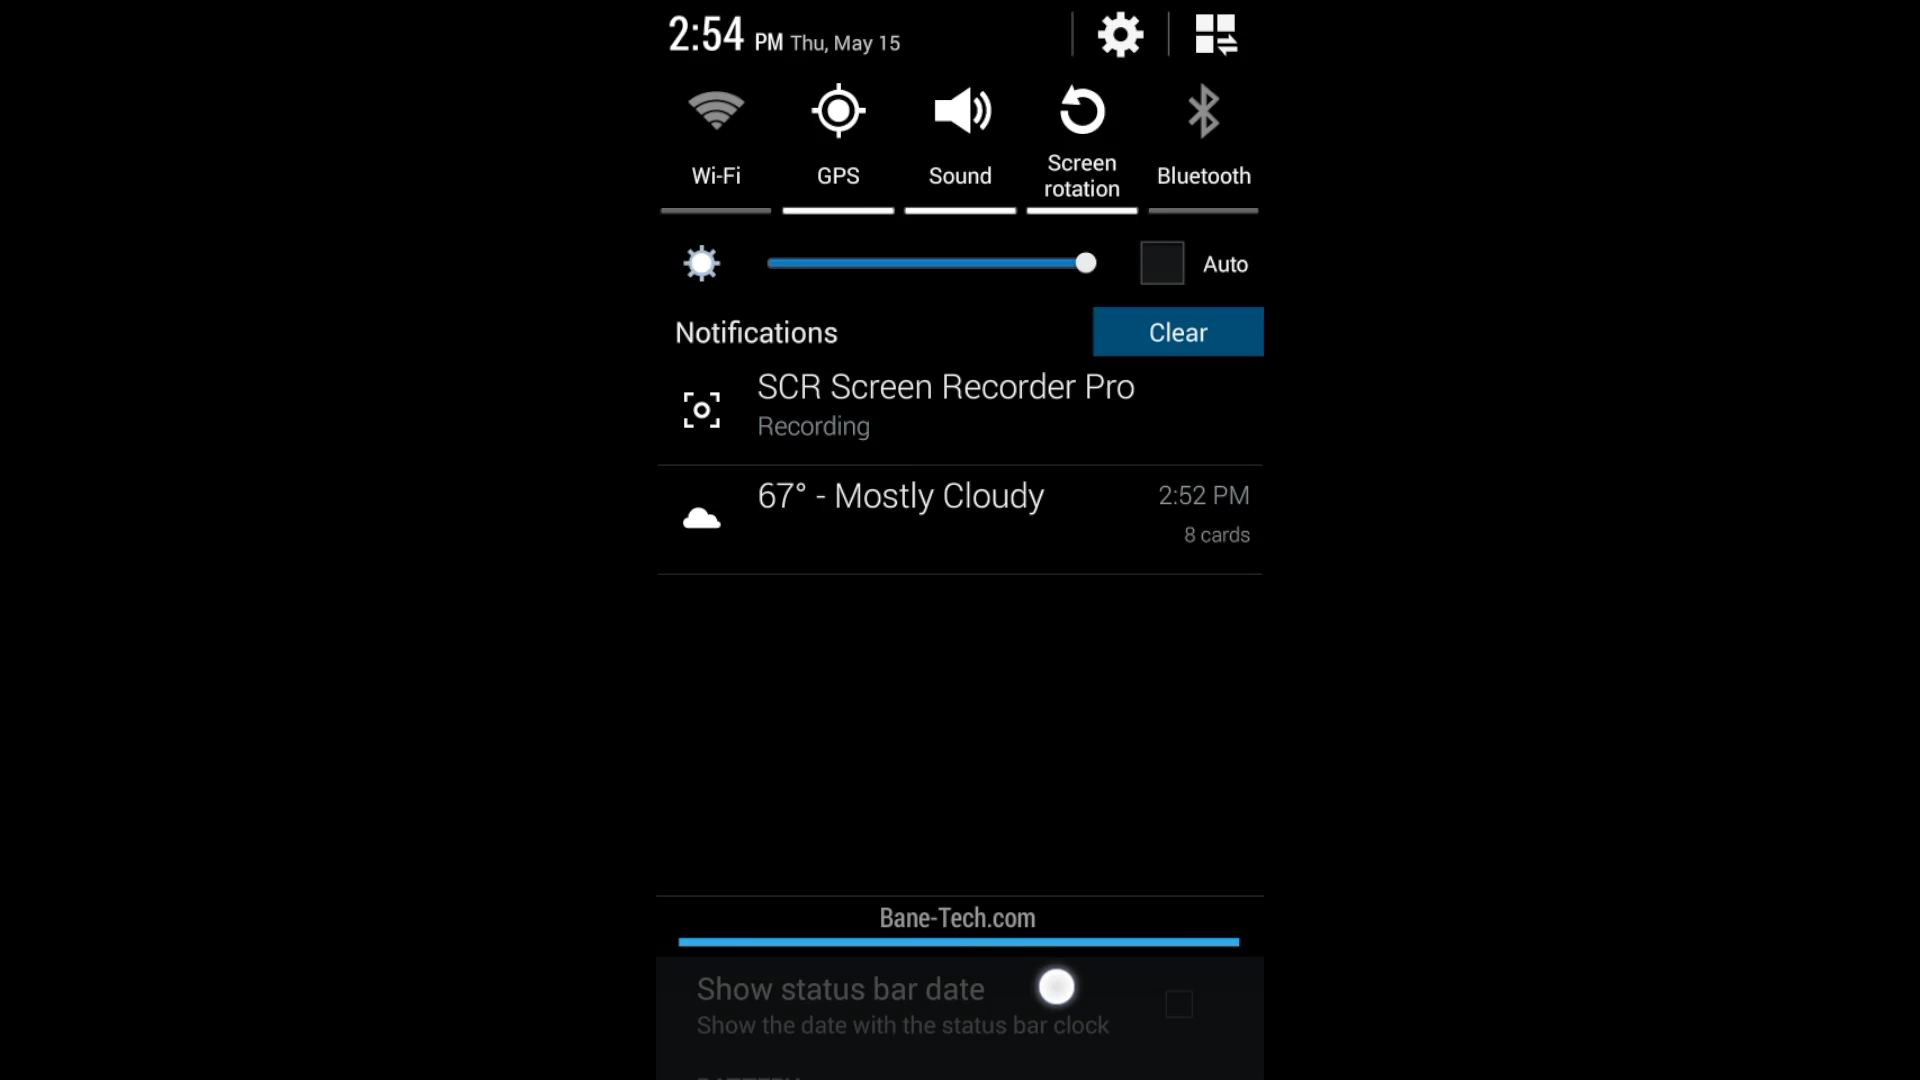 2:54 PM Thu, May 15
Wi-Fi
GPS
Sound
Screen
rotation
Bluetooth
Auto
Notifications
Clear
SCR Screen Recorder Pro
Recording
67° - Mostly Cloudy
2:52 PM
8 cards
Bane-Tech.com
Show status bar date
Show the date with the status bar clock